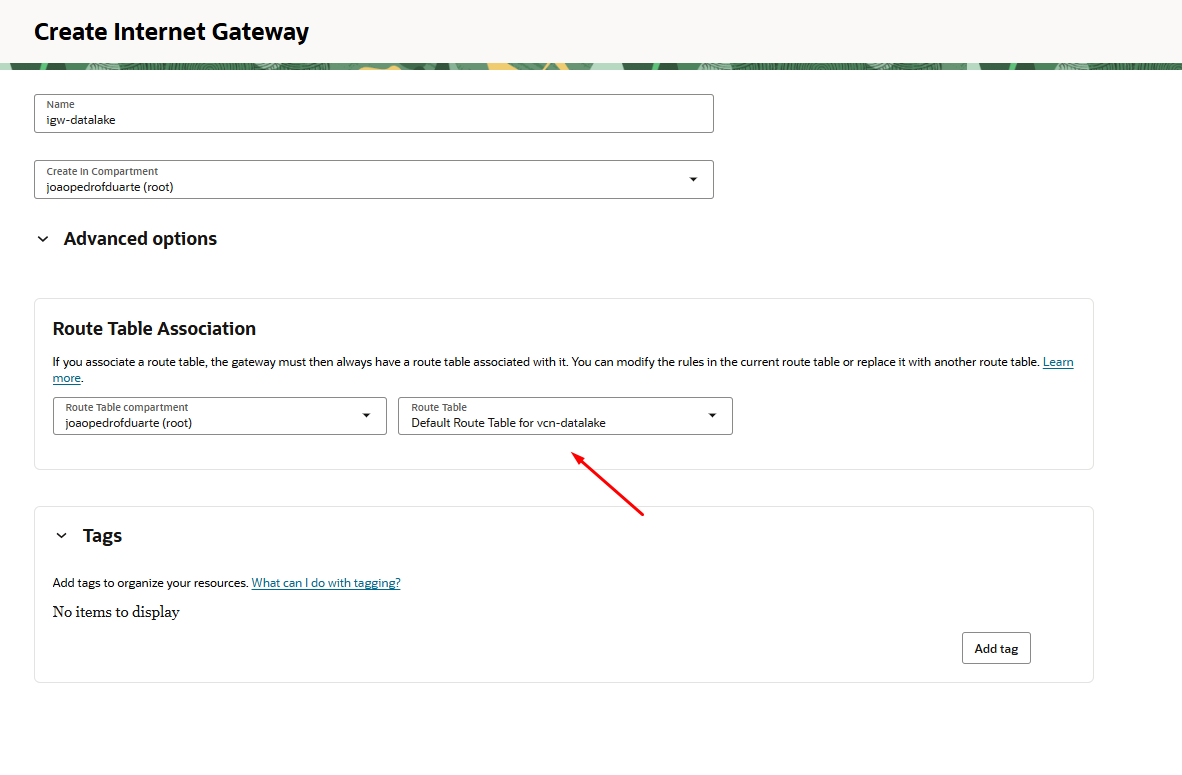 Create Internet Gateway
Name
igw-datalake
Create In Compartment
joaopedrofduarte (root)
Advanced options
Route Table Association
If you associate a route table, the gateway must then always have a route table associated with it. You can modify the rules in the current route table or replace it with another route table. Learn
more.
Route Table compartment
joaopedrofduarte (root)
Route Table
Default Route Table for vcn-datalake
Tags
Add tags to organize your resources. What can I do with tagging?
No items to display
Add tag